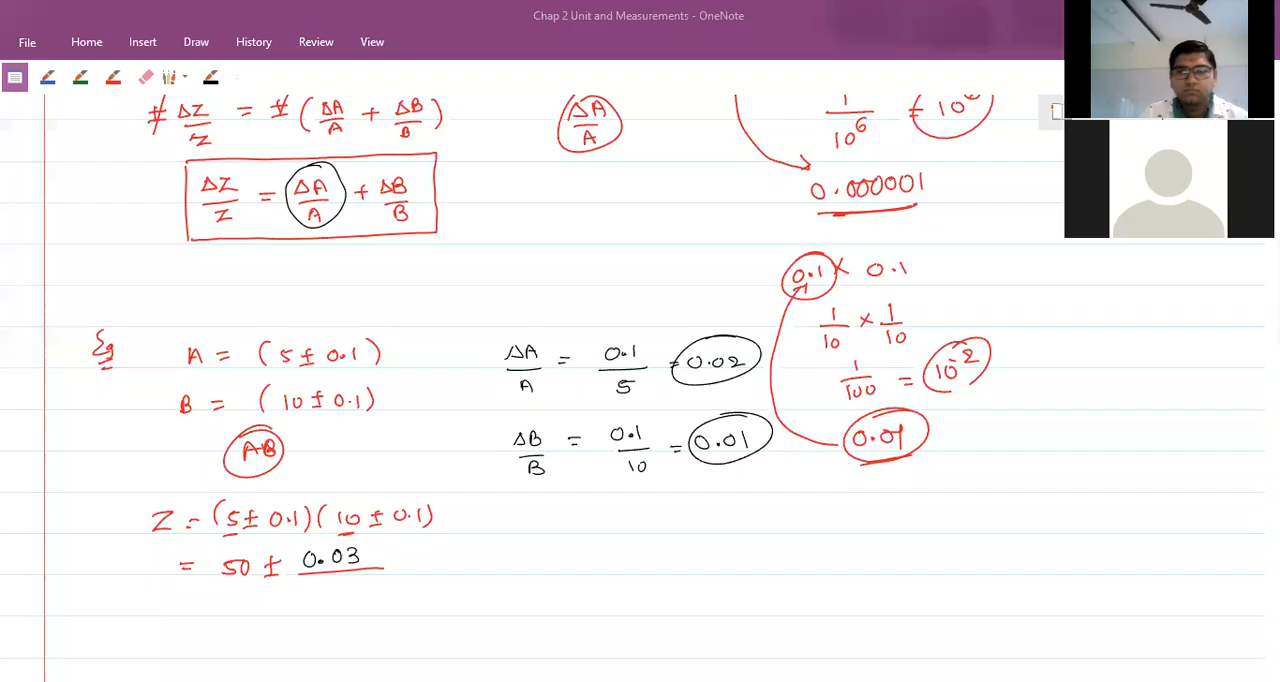 Chap 2 Unit and Measurements - OneNote
File Home Insert Draw History Review View
ΔZ/Z = ± (ΔA/A + ΔB/B)
ΔA/A
1/10⁶ =
ΔZ/Z = ΔA/A + ΔB/B
0.000001
0.1 × 0.1
1/10 × 1/10
Eg A = (5 ± 0.1)
ΔA/A = 0.1/5 = 0.02
1/100 = 10⁻²
B = (10 ± 0.1)
AB
ΔB/B = 0.1/10 = 0.01
0.01
Z = (5 ± 0.1)(10 ± 0.1)
= 50 ± 0.03